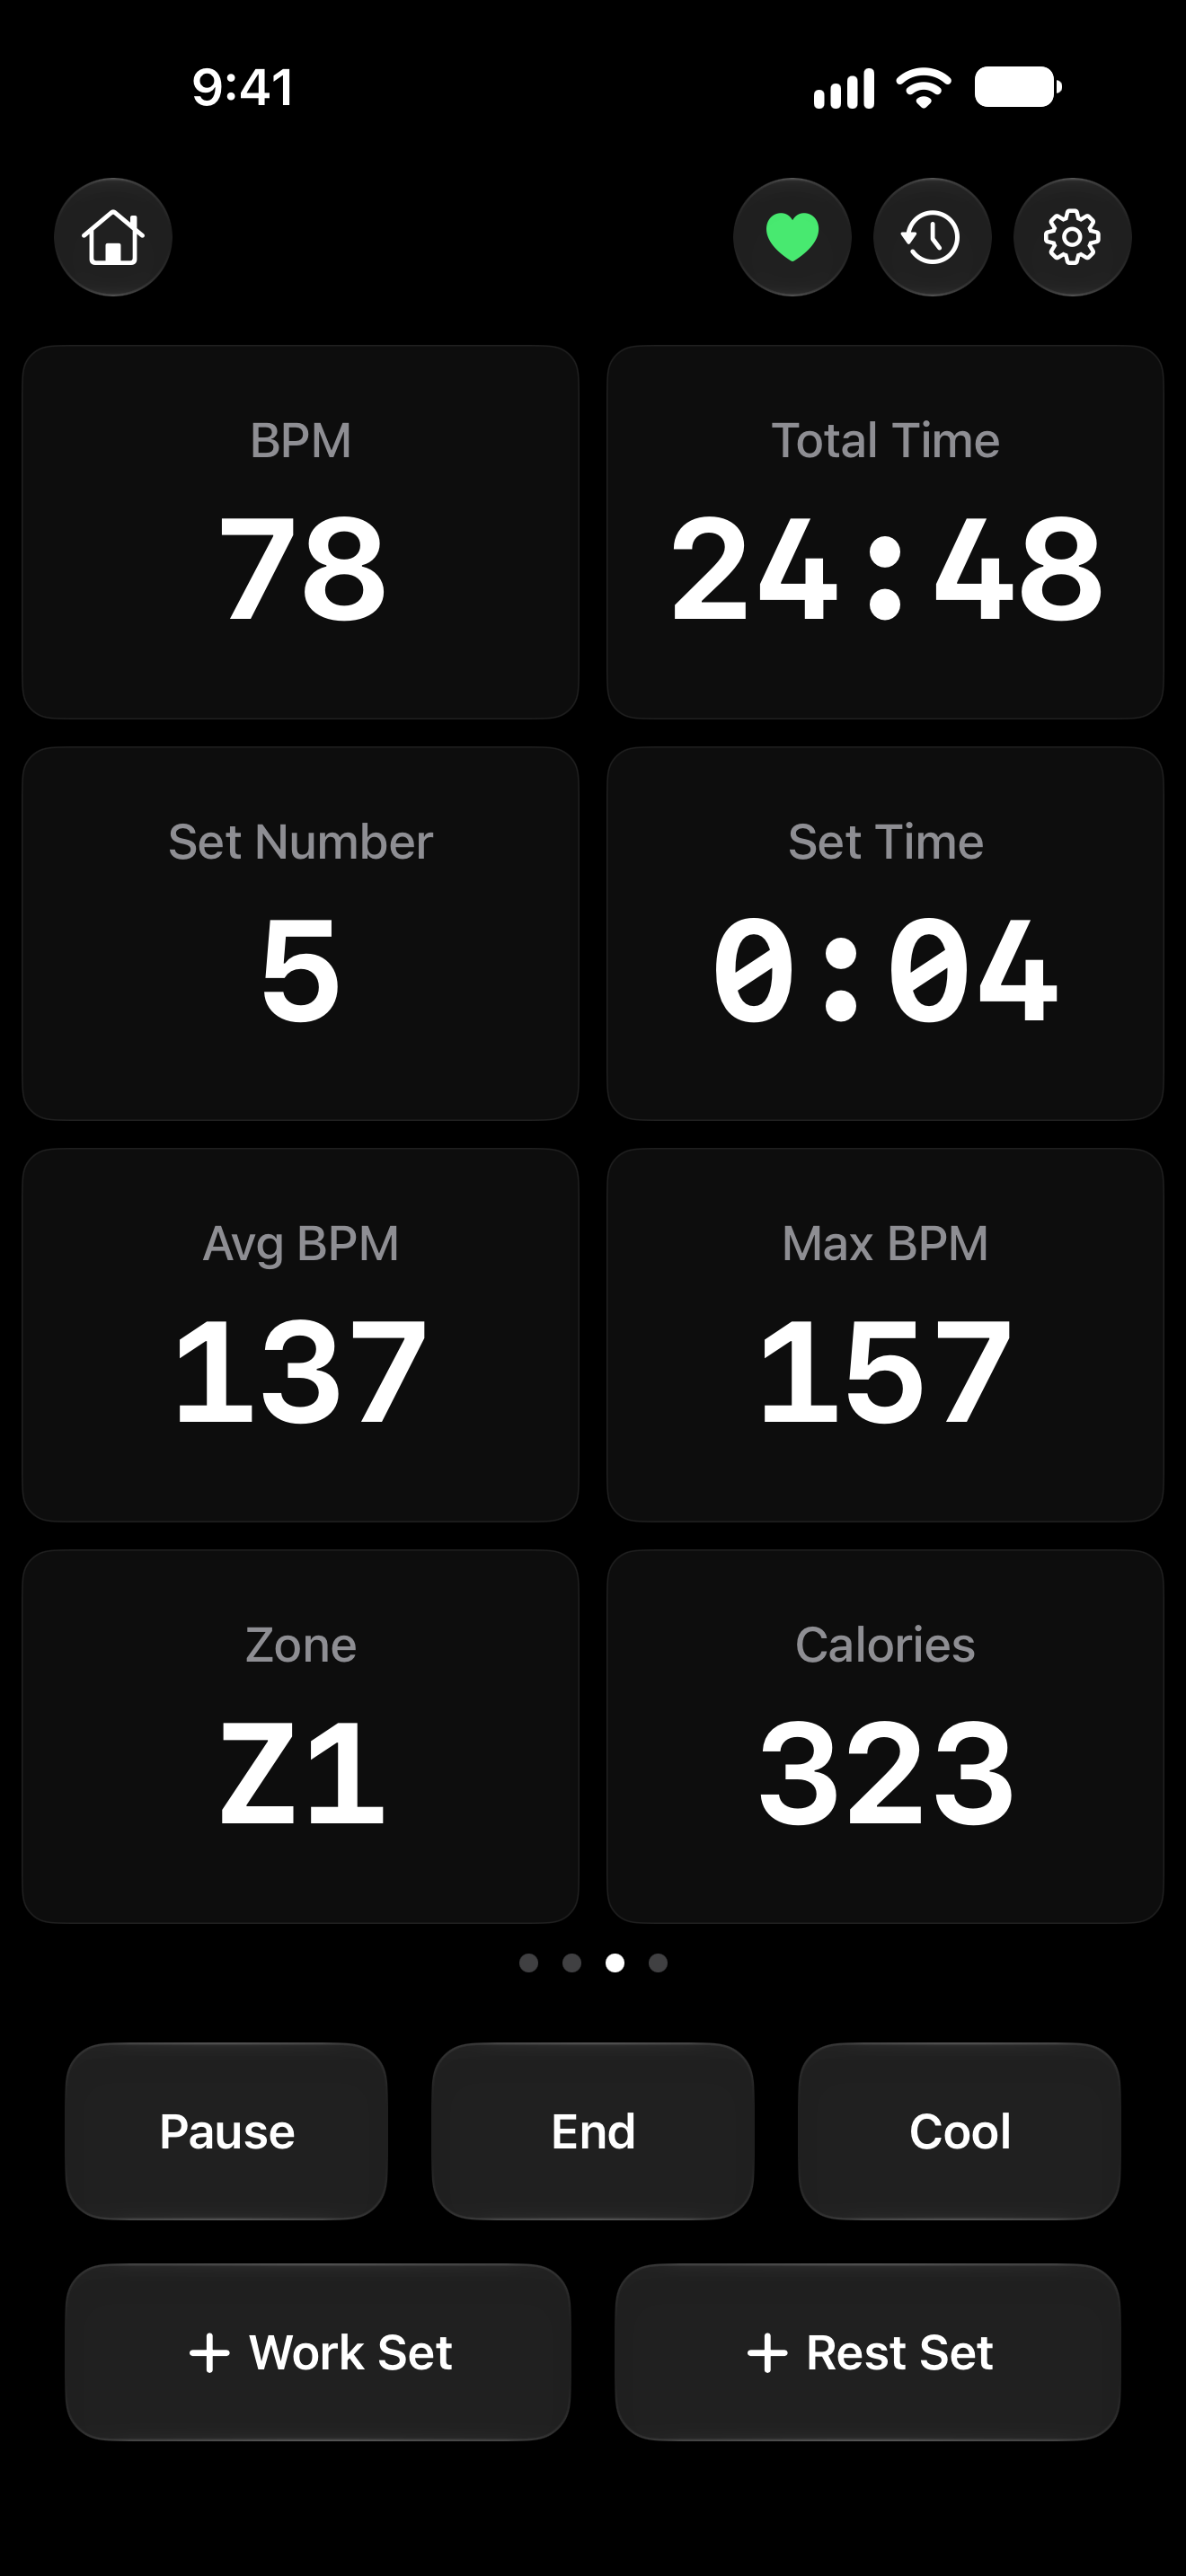 9:41
BPM
78
Total Time
24:48
Set Number
5
Set Time
0:04
Avg BPM
137
Max BPM
157
Zone
Z1
Calories
323
Pause
End
Cool
+ Work Set
+ Rest Set